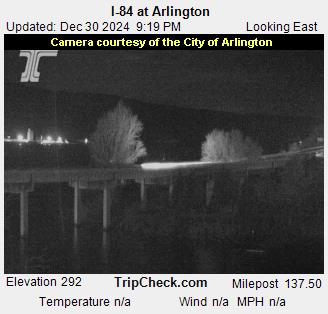 I-84 at Arlington
Updated: Dec 30 2024 9:19 PM Looking East
Camera courtesy of the City of Arlington
Elevation 292 TripCheck.com Milepost 137.50
Temperature n/a Wind n/a MPH n/a